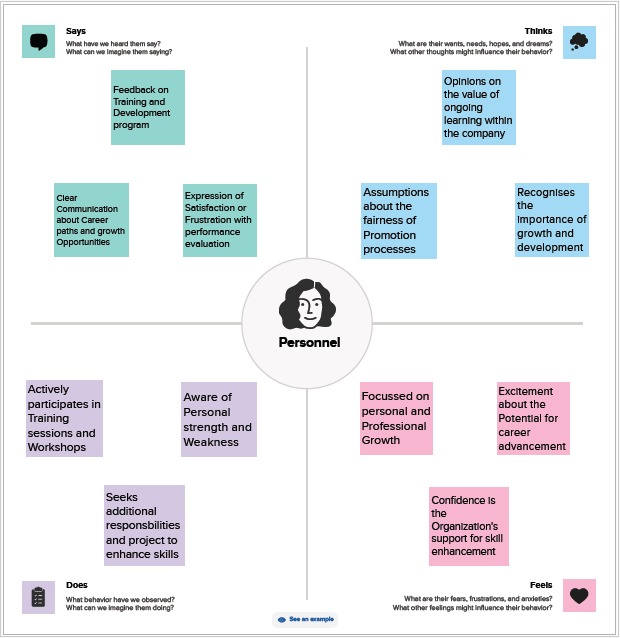 Says
What have we heard them say?
What can we imagine them saying?
Thinks
What are their wants, needs, hopes, and dreams?
What other thoughts might influence their behavior?
Feedback on
Training and
Development
program
Clear
Communication
about Career
paths and growth
Opportunities
Expression of
Satisfaction or
Frustration with
performance
evaluation
Opinions on
the value of
ongoing
learning within
the company
Assumptions
about the
fairness of
Promotion
processes
Recognises
the
importance of
growth and
development
Personnel
Actively
participates in
Training
sessions and
Workshops
Aware of
Personal
strength and
Weakness
Seeks
additional
responsbilities
and project to
enhance skills
Focussed on
personal and
Professional
Growth
Excitement
about the
Potential for
career
advancement
Confidence is
the
Organization's
support for skill
enhancement
Does
What behavior have we observed?
What can we imagine them doing?
Feels
What are their fears, frustrations, and anxieties?
What other feelings might influence their behavior?
See an example